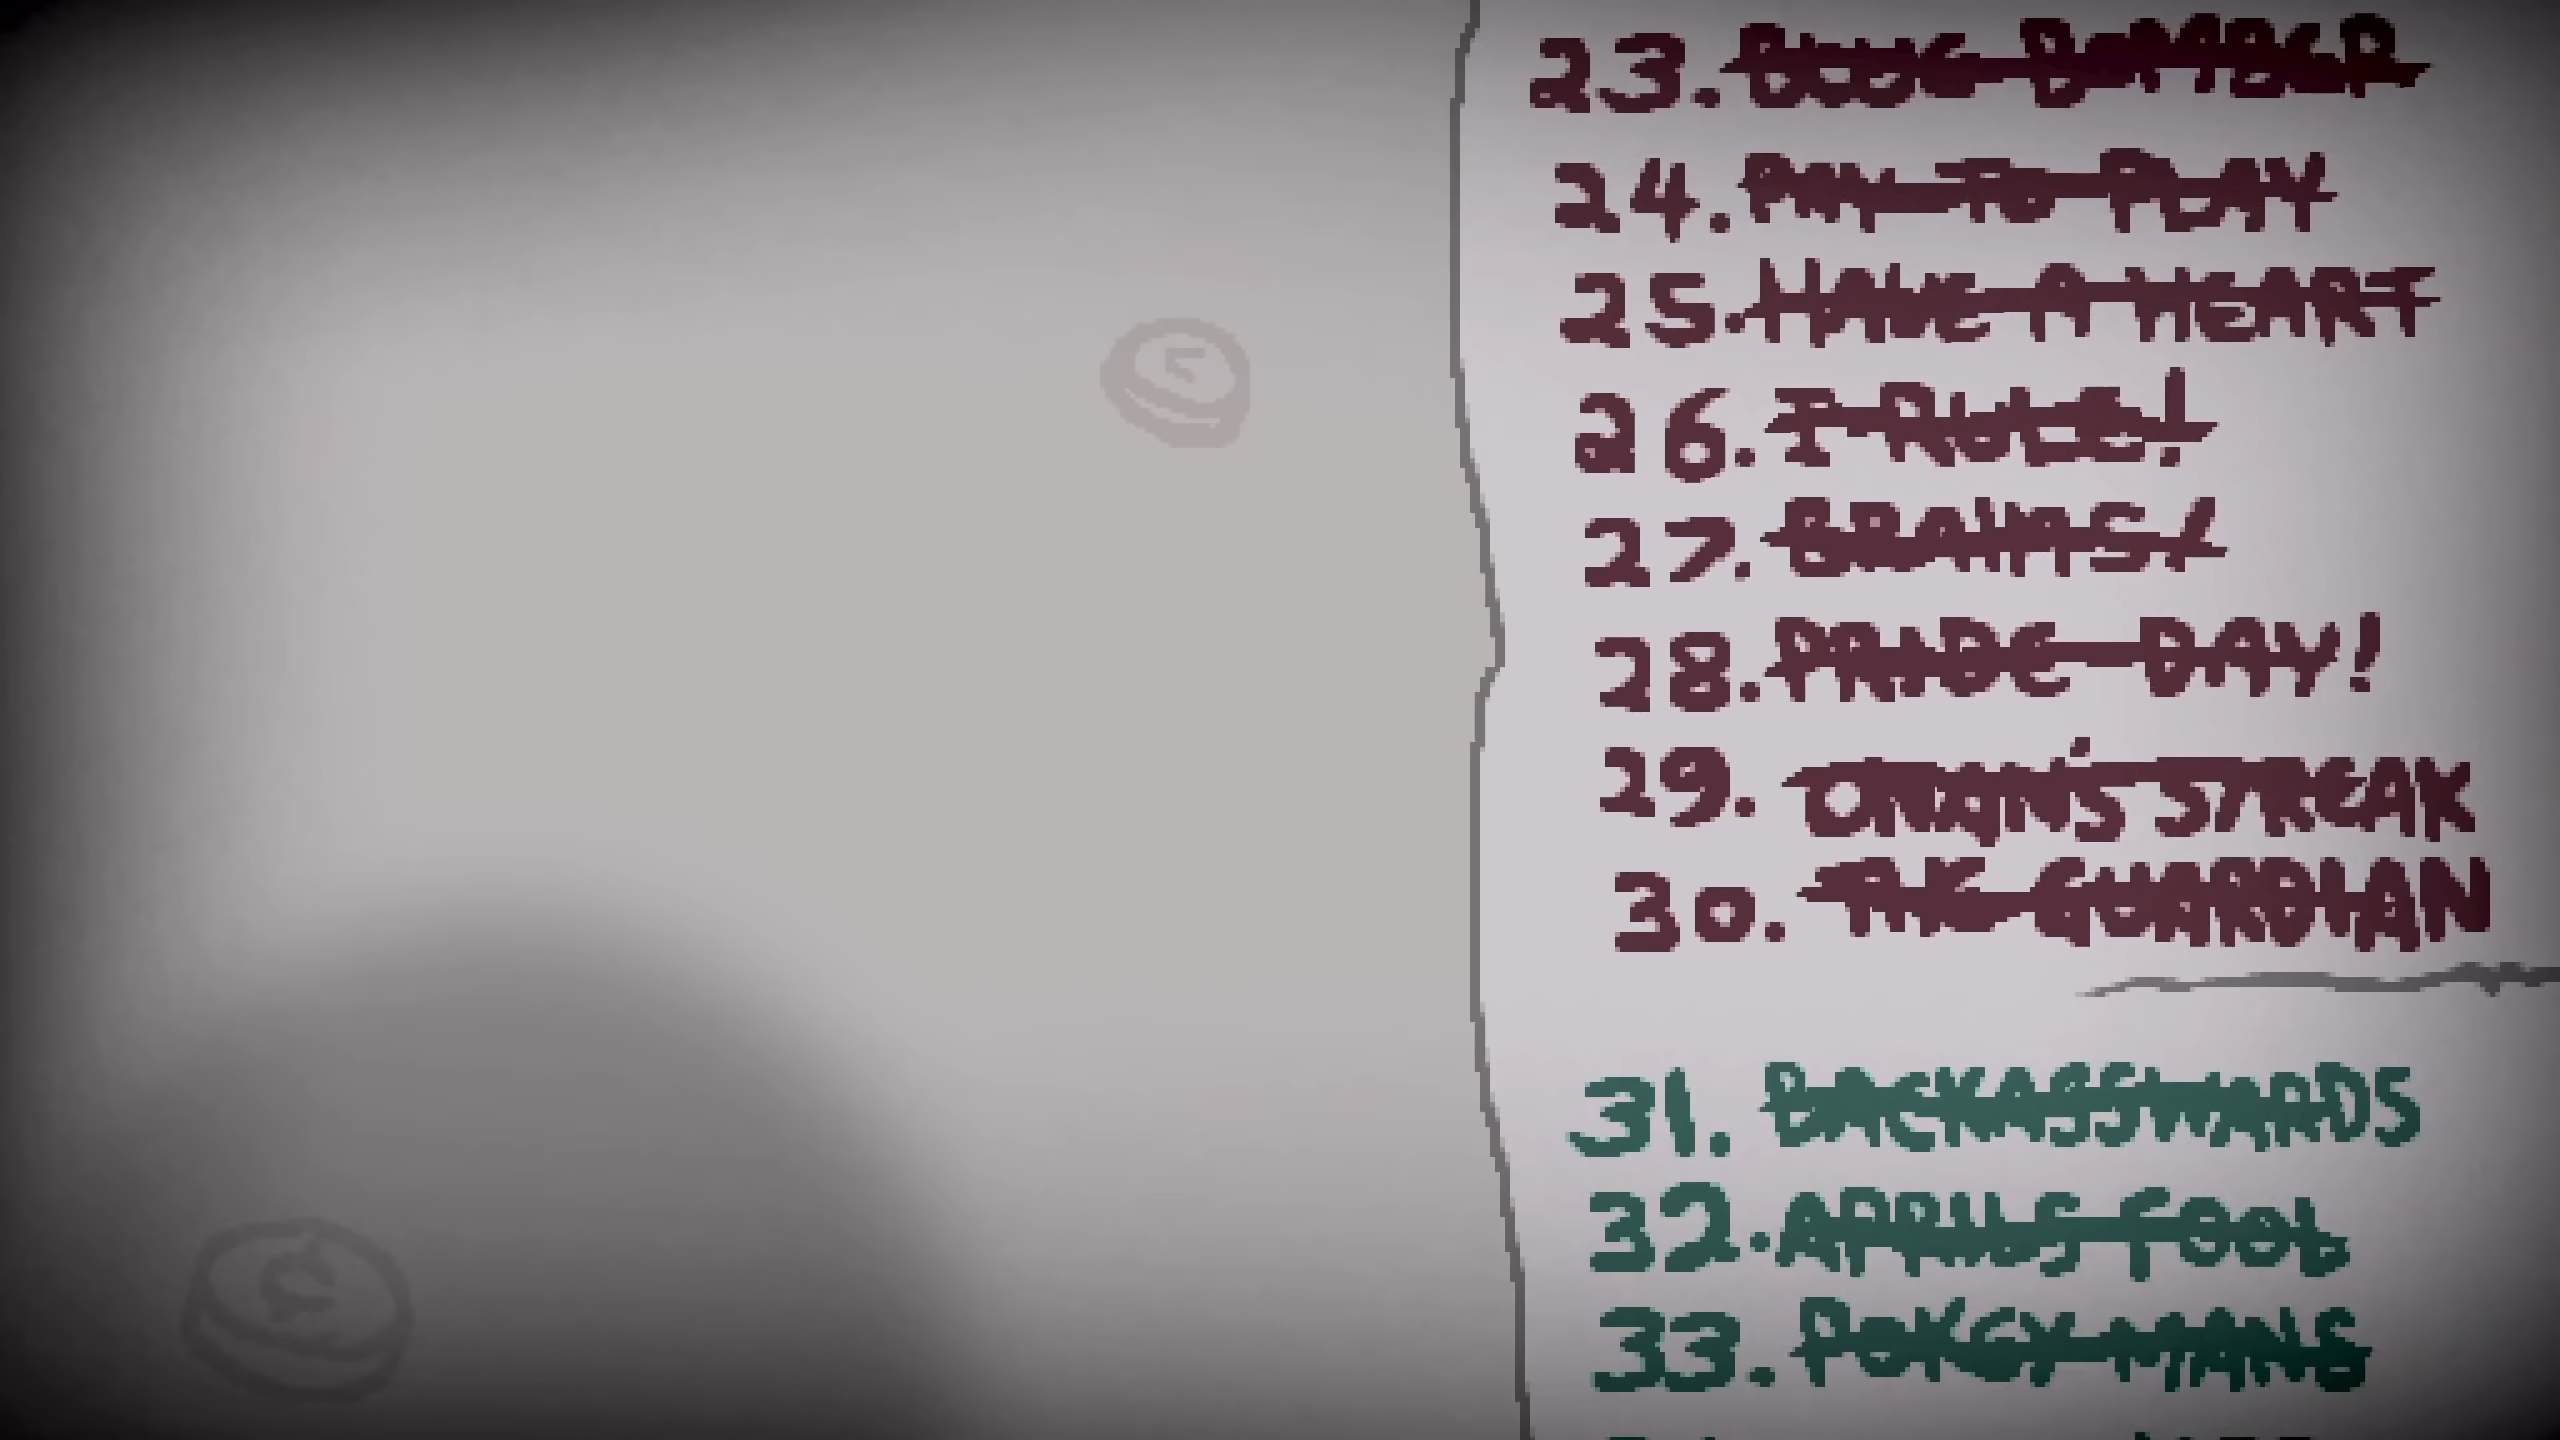 23. BLUE BOMBER
24. PAY TO PLAY
25. HAVE A HEART
26. I RULE!
27. BRAINS!
28. PRIDE DAY!
29. ONAN'S STREAK
30. THE GUARDIAN
31. BACKASSWARDS
32. APRILS FOOL
33. POKEY MANS